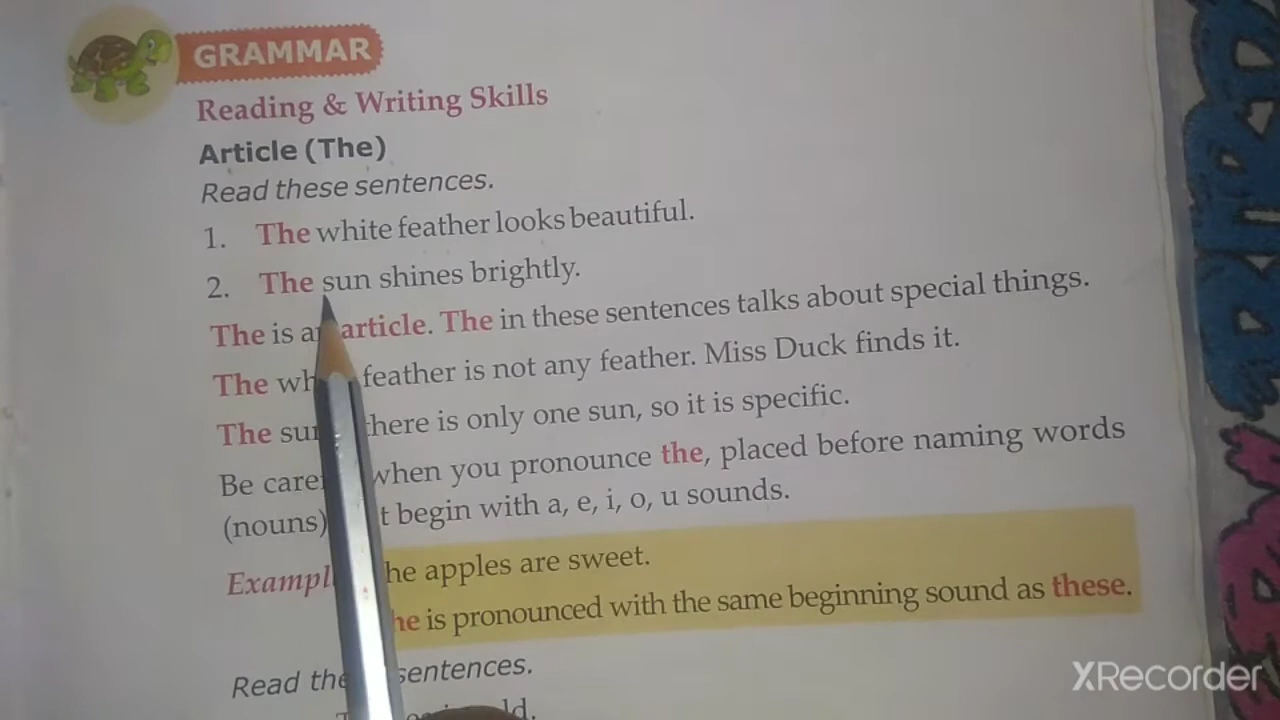 GRAMMAR
Reading & Writing Skills
Article (The)
Read these sentences.
1. The white feather looks beautiful.
2. The sun shines brightly.
The is an article. The in these sentences talks about special things.
The feather is not any feather. Miss Duck finds it.
The sun there is only one sun, so it is specific.
Be when you pronounce the, placed before naming words
(nouns) begin with a, e, i, o, u sounds.
he apples are sweet.
he is pronounced with the same beginning sound as these.
Read sentences.
XRecorder